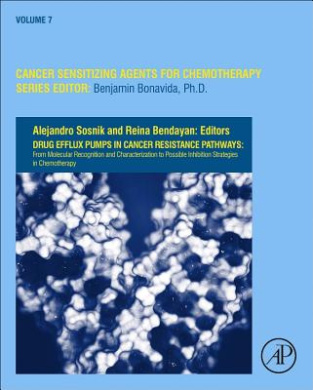 VOLUME 7
CANCER SENSITIZING AGENTS FOR CHEMOTHERAPY
SERIES EDITOR: Benjamin Bonavida, Ph.D.
Alejandro Sosnik and Reina Bendayan: Editors
DRUG EFFLUX PUMPS IN CANCER RESISTANCE PATHWAYS:
From Molecular Recognition and Characterization to Possible Inhibition Strategies
in Chemotherapy
AP